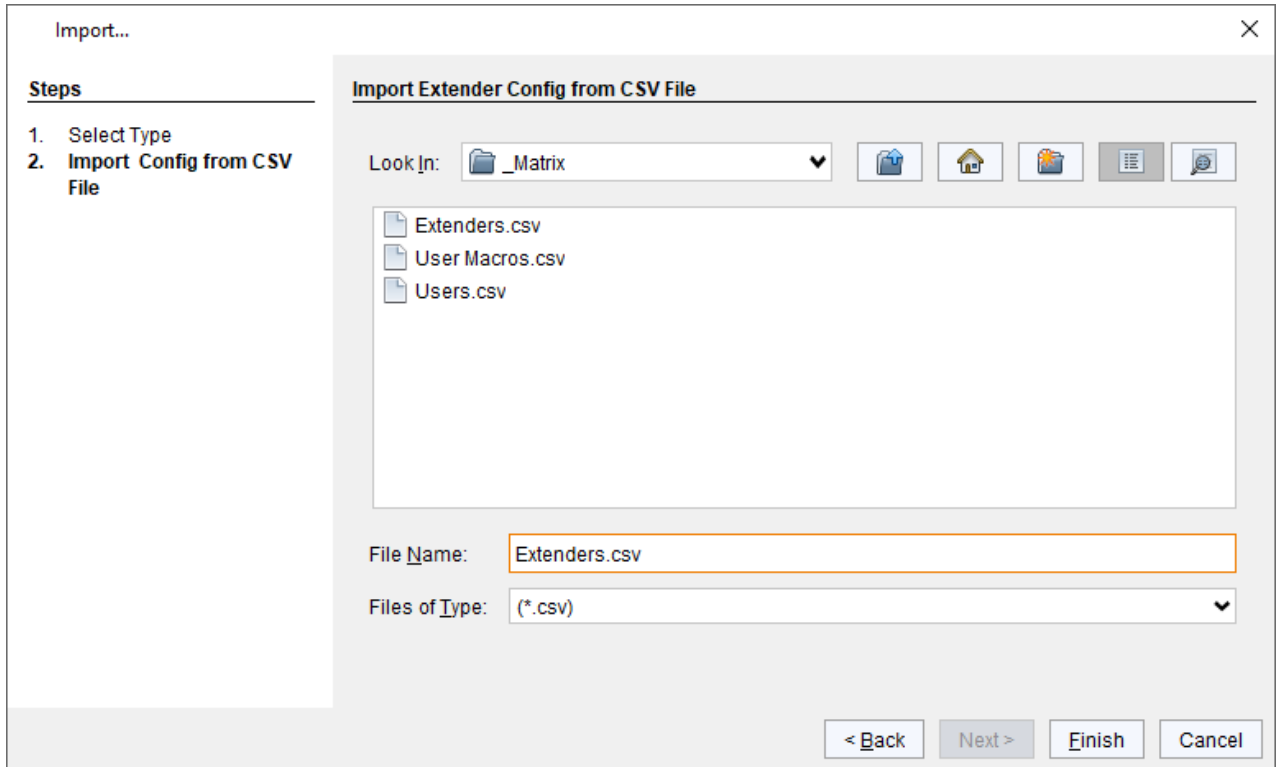 Import...
Steps
1. Select Type
2. Import Config from CSV
File
Import Extender Config from CSV File
Look In: _Matrix
Extenders.csv
User Macros.csv
Users.csv
File Name: Extenders.csv
Files of Type: (*.csv)
< Back Next > Finish Cancel